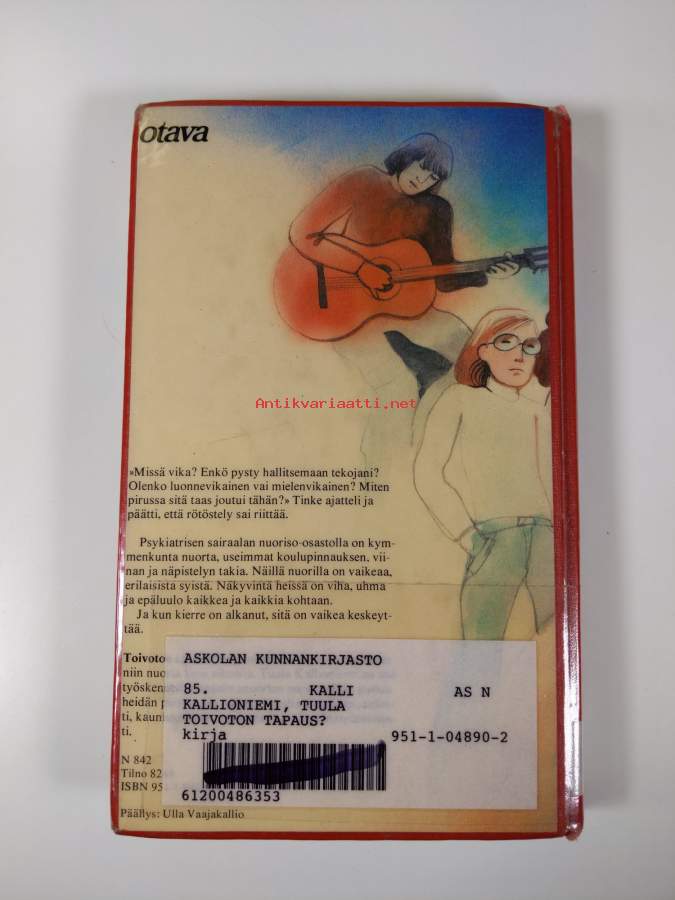 otava
Antikvariaatti.net
»Missä vika? Enkö pysty hallitsemaan tekojani?
Olenko luonnevikainen vai mielenvikainen? Miten
pirussa sitä taas joutui tähän?» Tinke ajatteli ja
päätti, että rötöstely sai riittää.
Psykiatrisen sairaalan nuoriso-osastolla on kym-
menkunta nuorta, useimmat koulupinnauksen, vii-
nan ja näpistelyn takia. Näillä nuorilla on vaikeaa,
erilaisista syistä. Näkyvintä heissä on viha, uhma
ja epäluulo kaikkea ja kaikkia kohtaan.
Ja kun kierre on alkanut, sitä on vaikea keskeyt-
tää.
Toivoto
niin nuo
työsken
heidän p
ti, kauni
ti.
ASKOLAN KUNNANKIRJASTO
85. KALLI AS N
KALLIONIEMI, TUULA
TOIVOTON TAPAUS?
kirja 951-1-04890-2
61200486353
N 842
Tilno 82
ISBN 95
Päällys: Ulla Vaajakallio